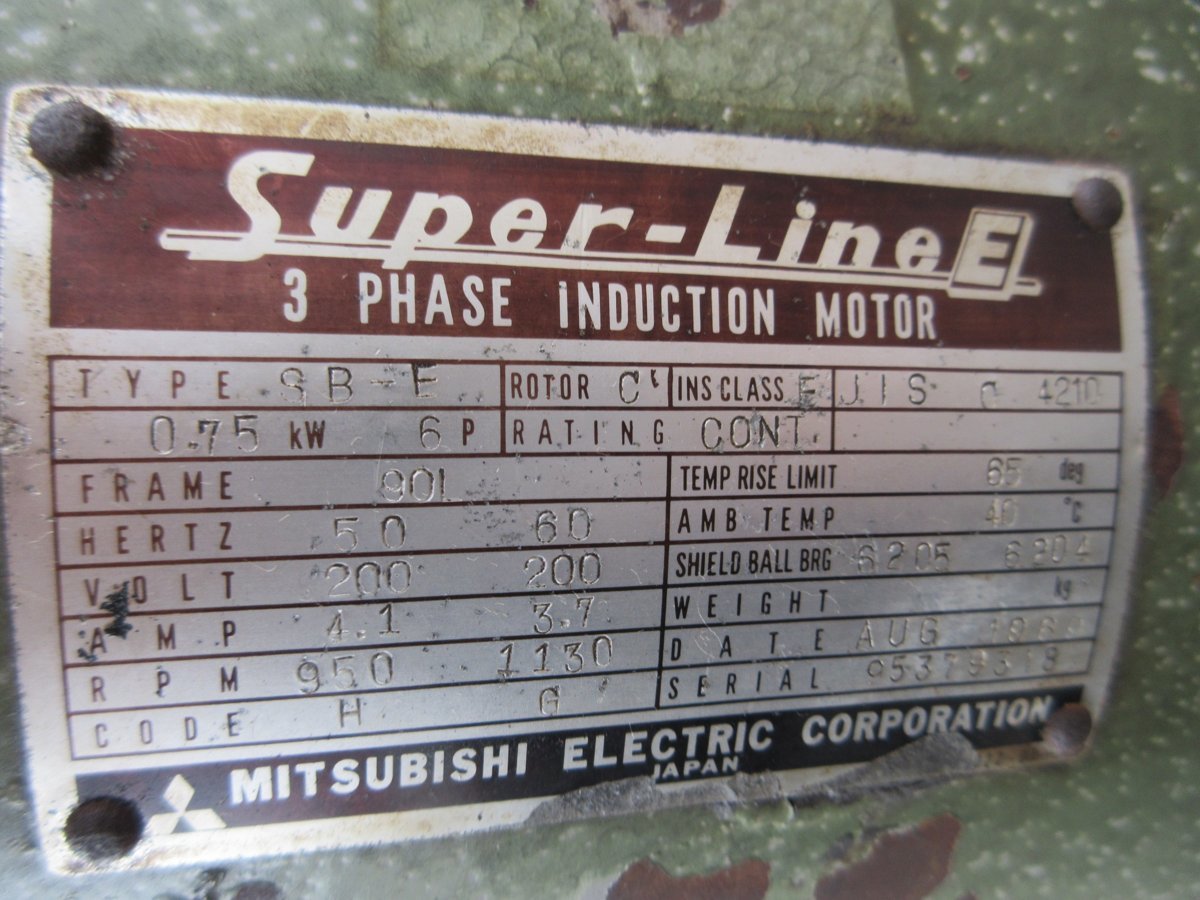 Super-Line E
3 PHASE INDUCTION MOTOR
TYPE SB-E ROTOR INS CLASS E JIS C 4210
0.75 kW 6 P RATING CONT.
FRAME 90L TEMP RISE LIMIT 65 deg
HERTZ 50 60 AMB TEMP 40 °C
VOLT 200 200 SHIELD BALL BRG 6205 6204
AMP 4.1 3.7 WEIGHT kg
RPM 950 1130 DATE AUG
CODE H G SERIAL
MITSUBISHI ELECTRIC CORPORATION
JAPAN